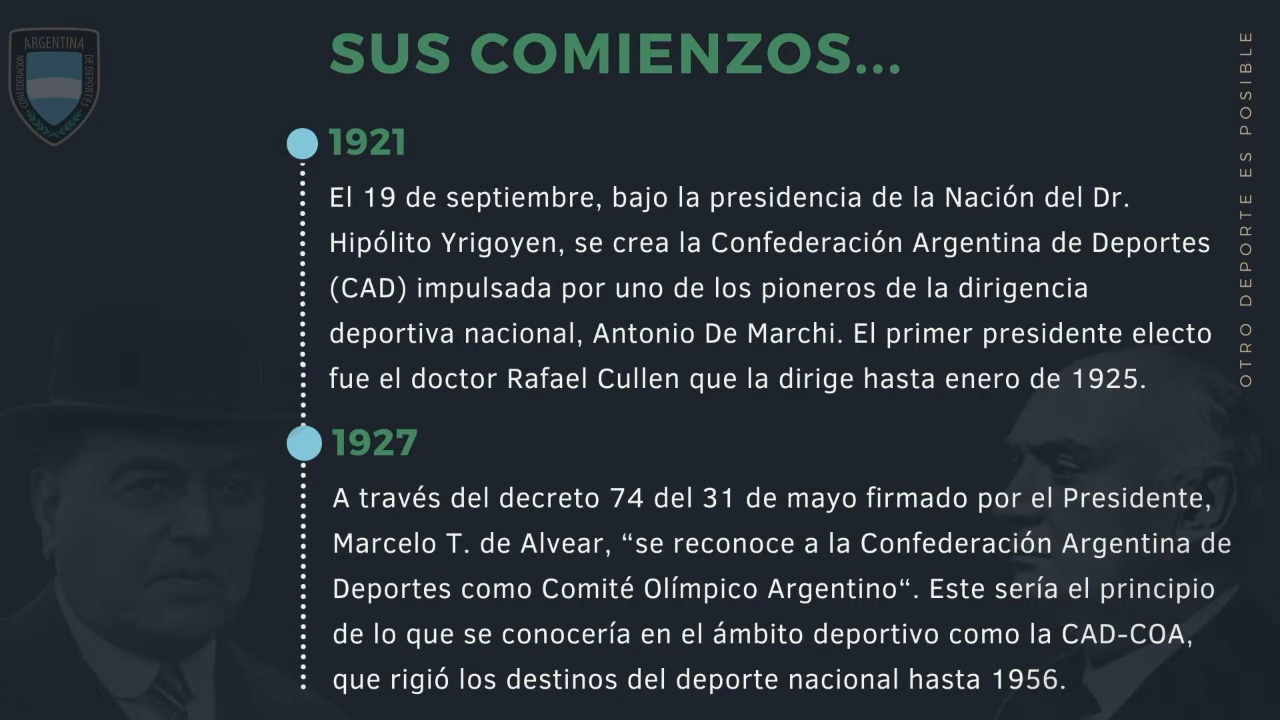 ARGENTINA
CONFEDERACIÓN
DE DEPORTES
SUS COMIENZOS...
1921
El 19 de septiembre, bajo la presidencia de la Nación del Dr.
Hipólito Yrigoyen, se crea la Confederación Argentina de Deportes
(CAD) impulsada por uno de los pioneros de la dirigencia
deportiva nacional, Antonio De Marchi. El primer presidente electo
fue el doctor Rafael Cullen que la dirige hasta enero de 1925.
1927
A través del decreto 74 del 31 de mayo firmado por el Presidente,
Marcelo T. de Alvear, “se reconoce a la Confederación Argentina de
Deportes como Comité Olímpico Argentino“. Este sería el principio
de lo que se conocería en el ámbito deportivo como la CAD-COA,
que rigió los destinos del deporte nacional hasta 1956.
OTRO DEPORTE ES POSIBLE